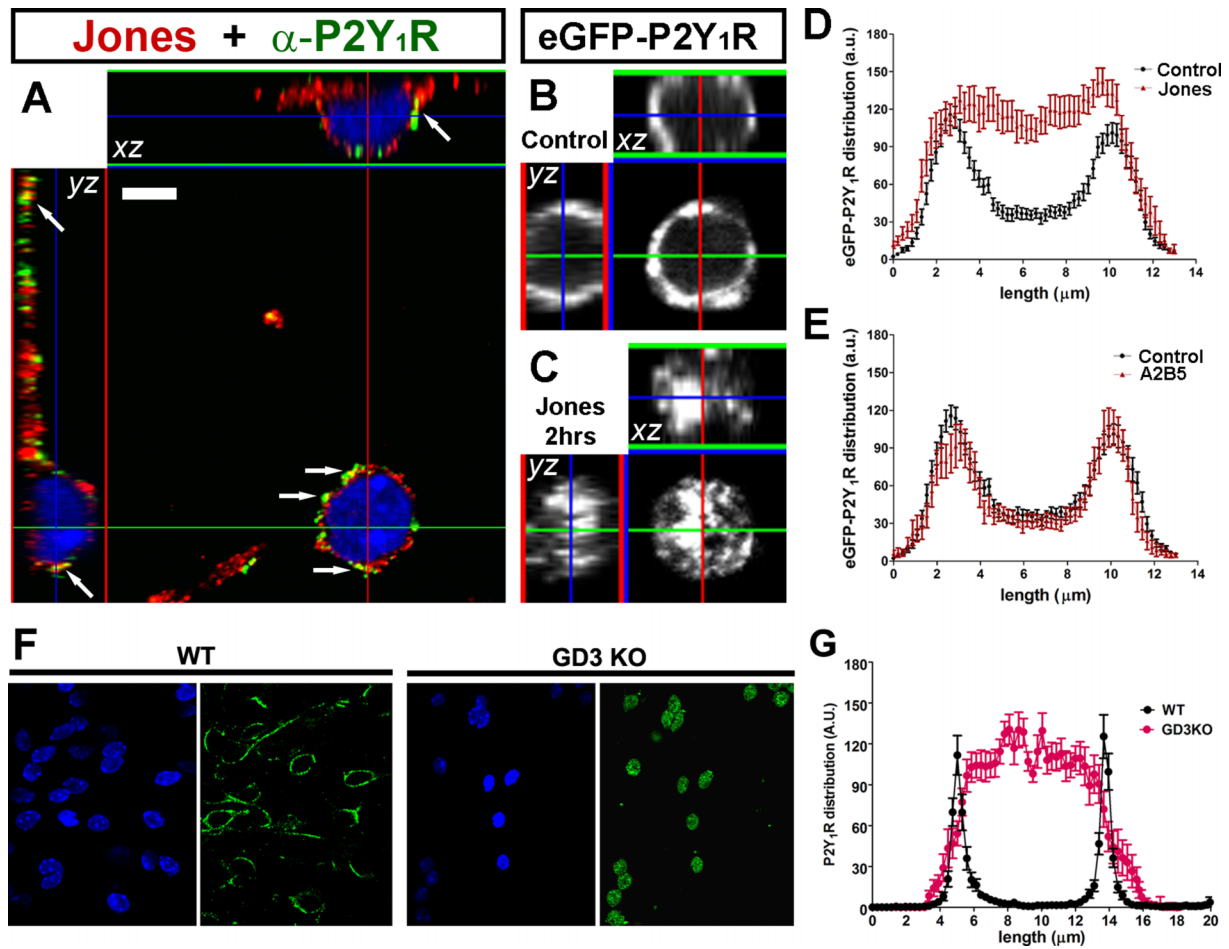 Jones + α-P2Y₁R
eGFP-P2Y₁R
A
xz
yz
B
Control
xz
yz
C
Jones
2hrs
xz
yz
D
eGFP-P2Y₁R distribution (a.u.)
180
150
120
90
60
30
0
0 2 4 6 8 10 12 14
length (μm)
Control
Jones
E
eGFP-P2Y₁R distribution (a.u.)
180
150
120
90
60
30
0
0 2 4 6 8 10 12 14
length (μm)
Control
A2B5
F
WT
GD3 KO
G
P2Y₁R distribution (A.U.)
180
150
120
90
60
30
0
0 2 4 6 8 10 12 14 16 18 20
length (μm)
WT
GD3KO